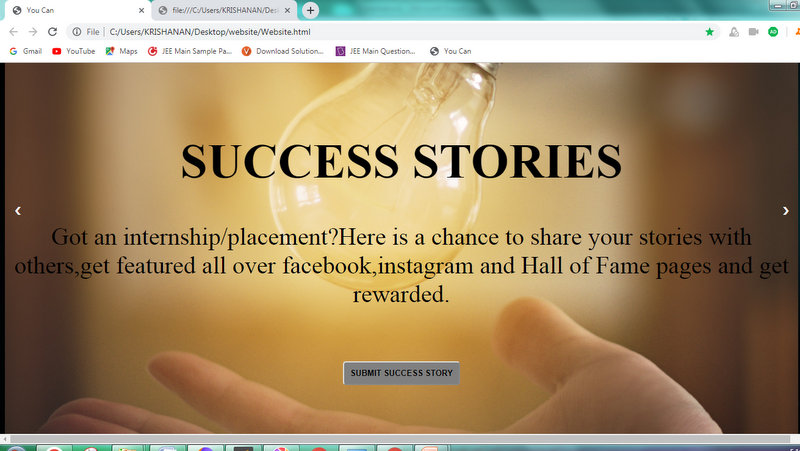 You Can
file:///C:/Users/KRISHANAN/Des
File
C:/Users/KRISHANAN/Desktop/website/Website.html
Gmail
YouTube
Maps
JEE Main Sample Pa...
Download Solution...
JEE Main Question...
You Can
SUCCESS STORIES
Got an internship/placement?Here is a chance to share your stories with
others,get featured all over facebook,instagram and Hall of Fame pages and get
rewarded.
SUBMIT SUCCESS STORY